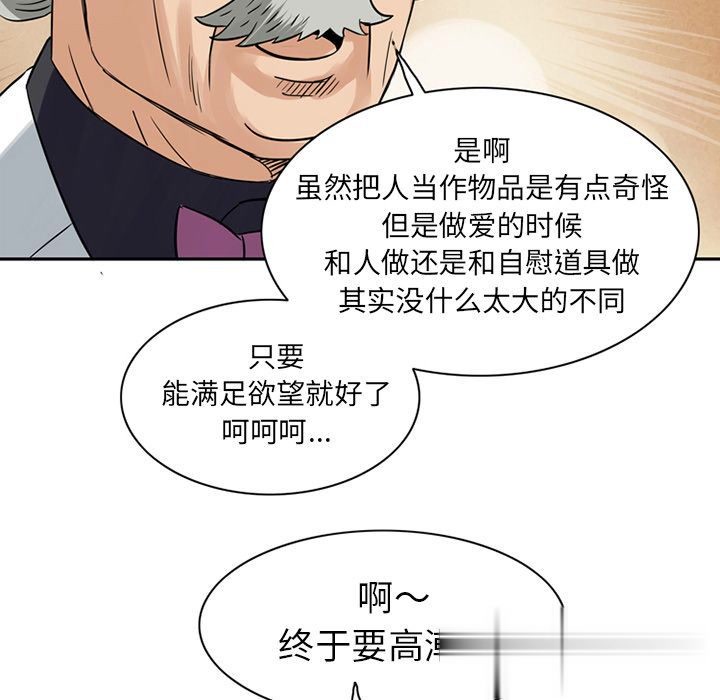 是啊
虽然把人当作物品是有点奇怪
但是做爱的时候
和人做还是和自慰道具做
其实没什么太大的不同
只要
能满足欲望就好了
呵呵呵...
啊～
终于要高